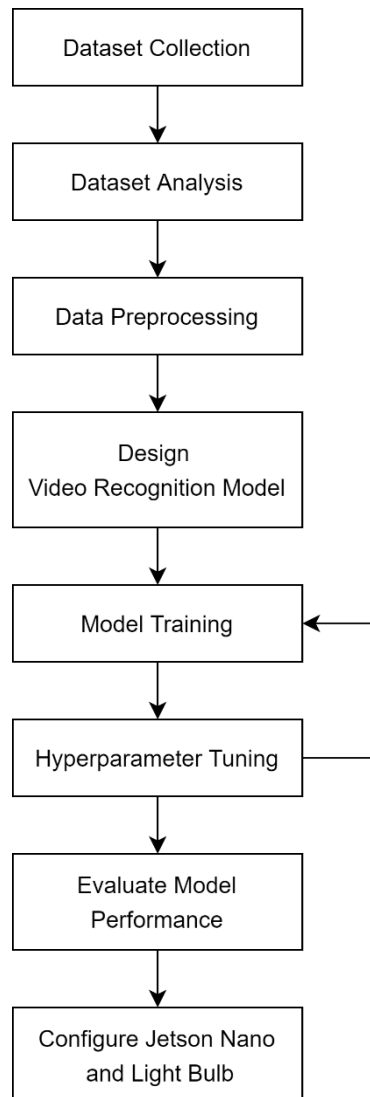 Dataset Collection
Dataset Analysis
Data Preprocessing
Design
Video Recognition Model
Model Training
Hyperparameter Tuning
Evaluate Model
Performance
Configure Jetson Nano
and Light Bulb